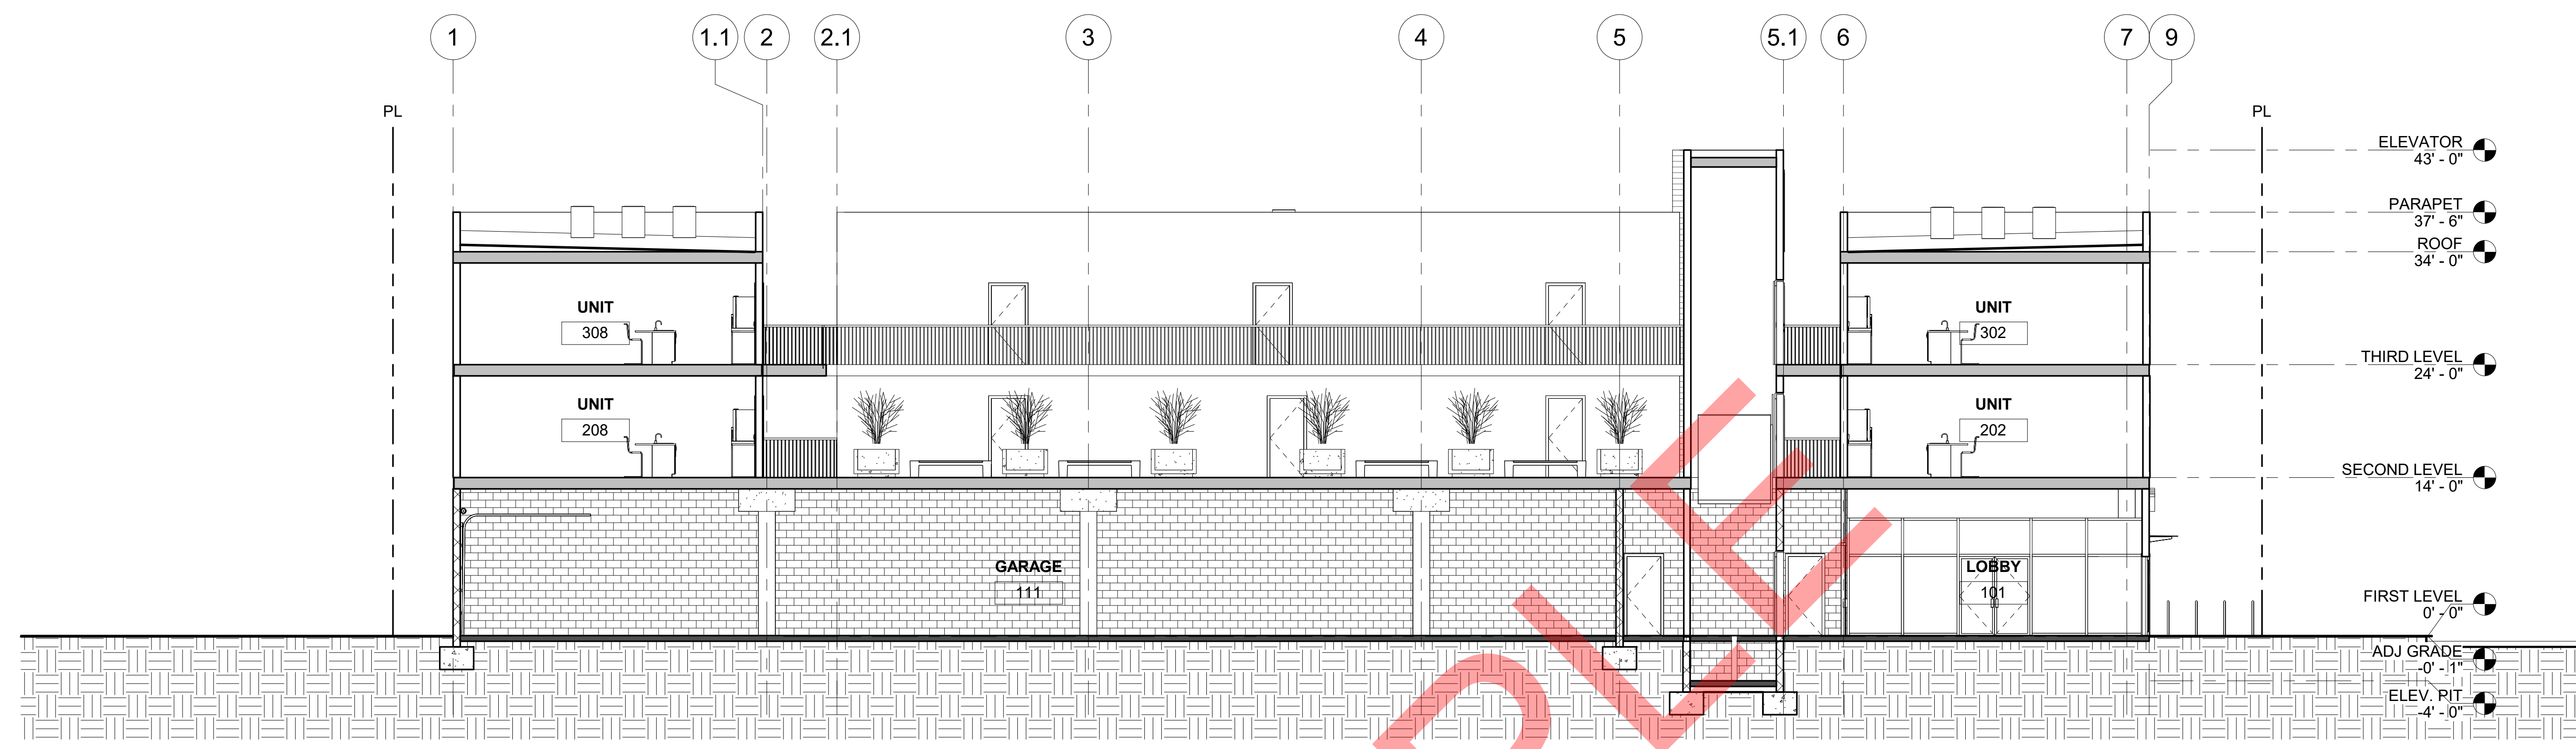 1
1.1
2
2.1
3
4
5
5.1
6
7
9
PL
PL
ELEVATOR
43' - 0"
PARAPET
37' - 6"
ROOF
34' - 0"
UNIT
308
UNIT
302
THIRD LEVEL
24' - 0"
UNIT
208
UNIT
202
SECOND LEVEL
14' - 0"
GARAGE
111
LOBBY
101
FIRST LEVEL
0' - 0"
ADJ GRADE
-0' - 1"
ELEV. PIT
-4' - 0"
PLE